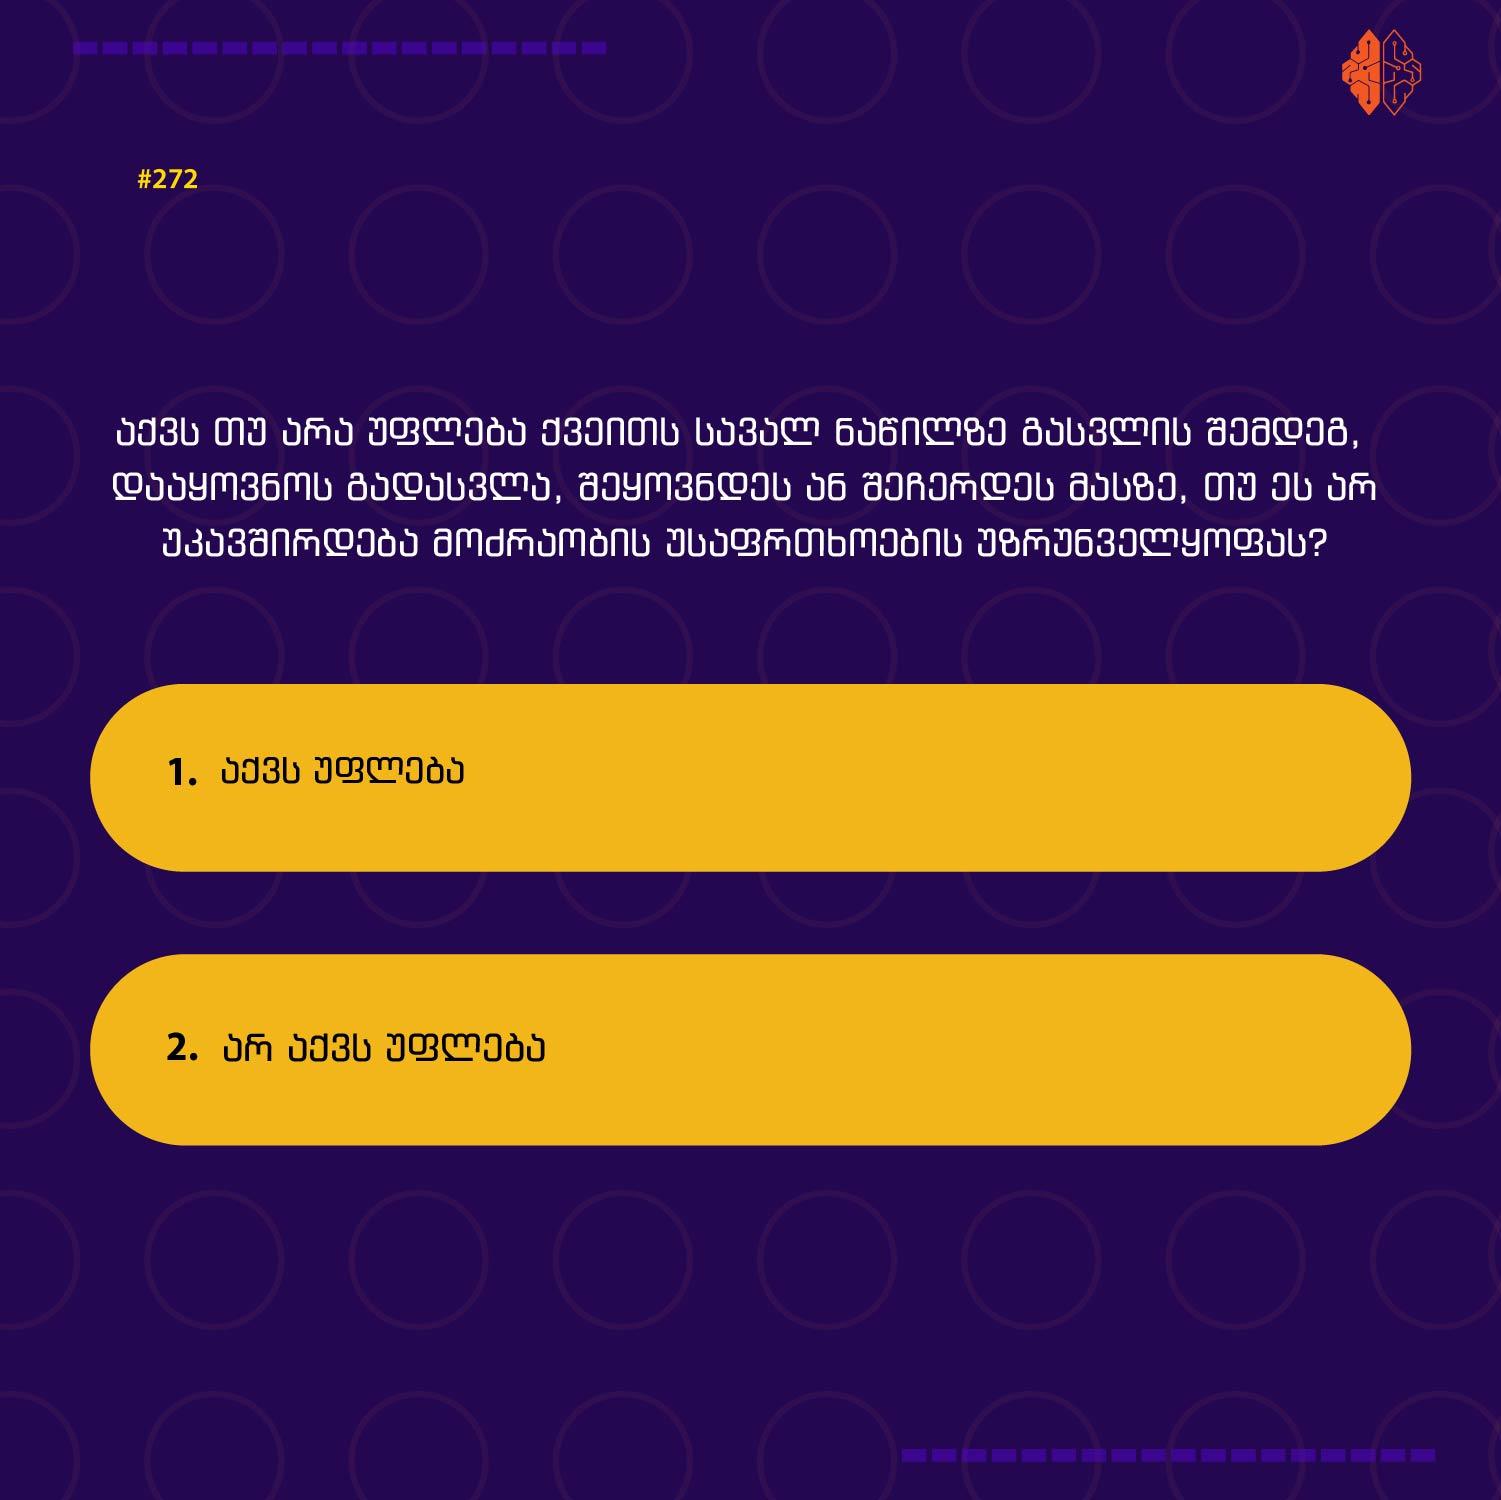 #272
აქვს თუ არა უფლება ქვეითს სავალ ნაწილზე გასვლის შემდეგ,
დააყოვნოს გადასვლა, შეყოვნდეს ან შეჩერდეს მასზე, თუ ეს არ
უკავშირდება მოძრაობის უსაფრთხოების უზრუნველყოფას?
1. აქვს უფლება
2. არ აქვს უფლება